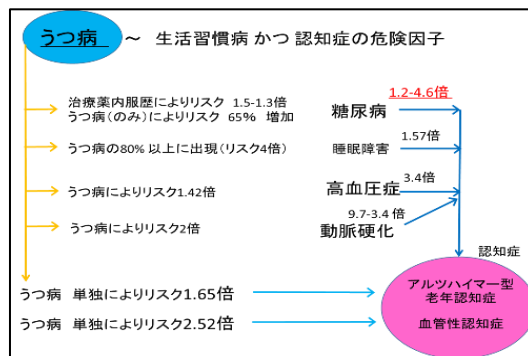 うつ病 ～ 生活習慣病 かつ 認知症の危険因子
治療薬内服歴によりリスク 1.5-1.3倍
うつ病(のみ)によりリスク 65% 増加
1.2-4.6倍
糖尿病
うつ病の80% 以上に出現(リスク4倍)
1.57倍
睡眠障害
うつ病によりリスク1.42倍
3.4倍
高血圧症
9.7-3.4 倍
うつ病によりリスク2倍
動脈硬化
認知症
うつ病 単独によりリスク1.65倍
アルツハイマー型
老年認知症
うつ病 単独によりリスク2.52倍
血管性認知症